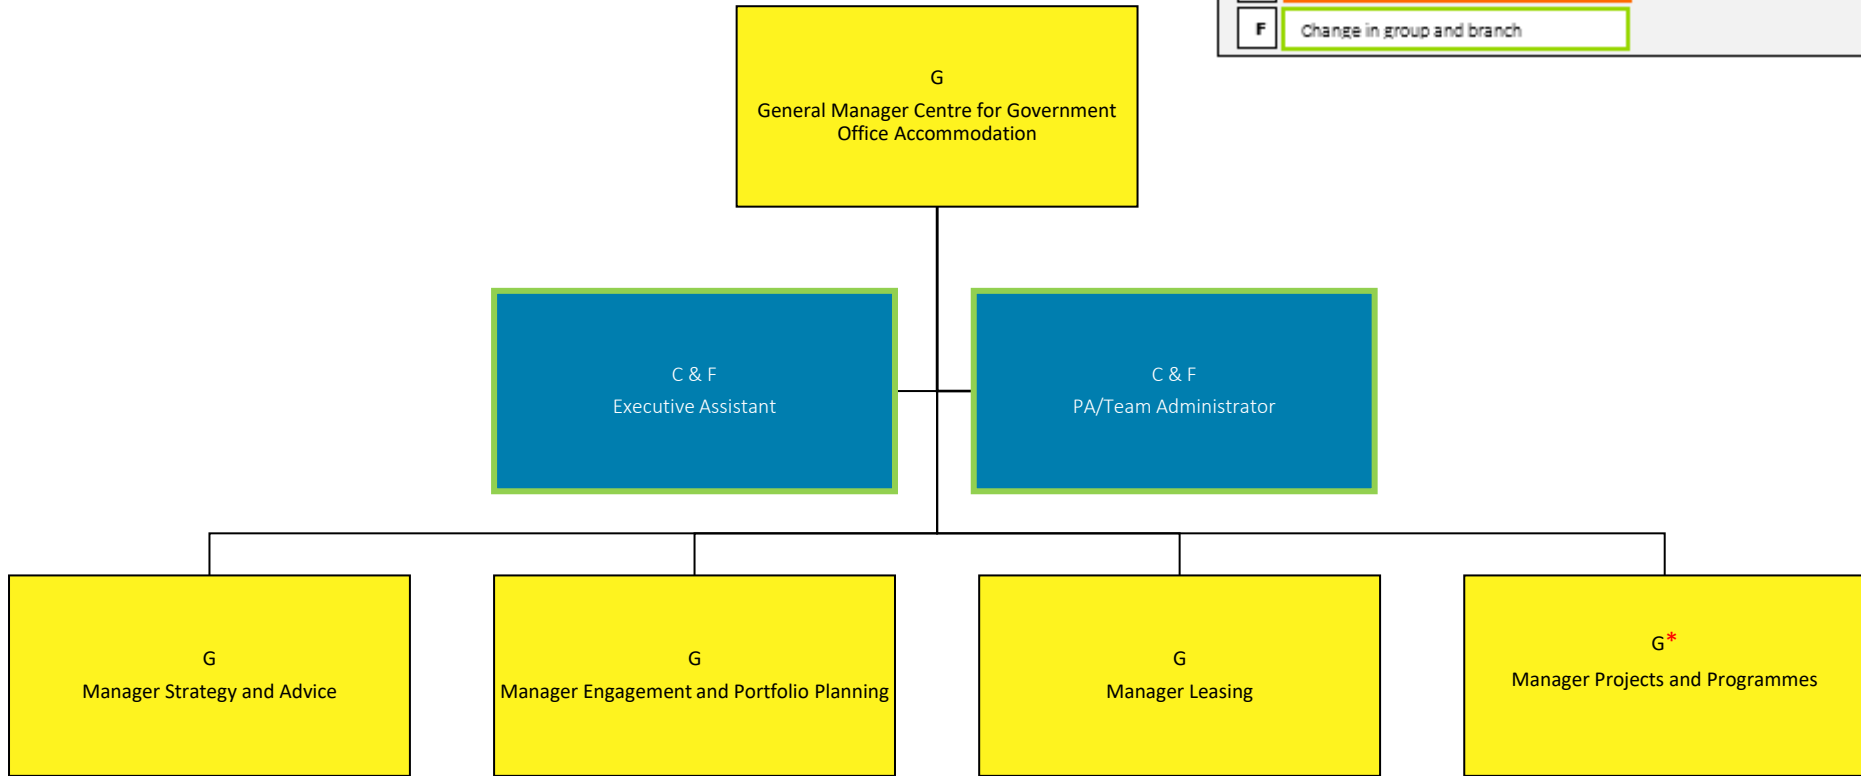 F
Change in group and branch
G
General Manager Centre for Government
Office Accommodation
C & F
Executive Assistant
C & F
PA/Team Administrator
G
Manager Strategy and Advice
G
Manager Engagement and Portfolio Planning
G
Manager Leasing
G*
Manager Projects and Programmes